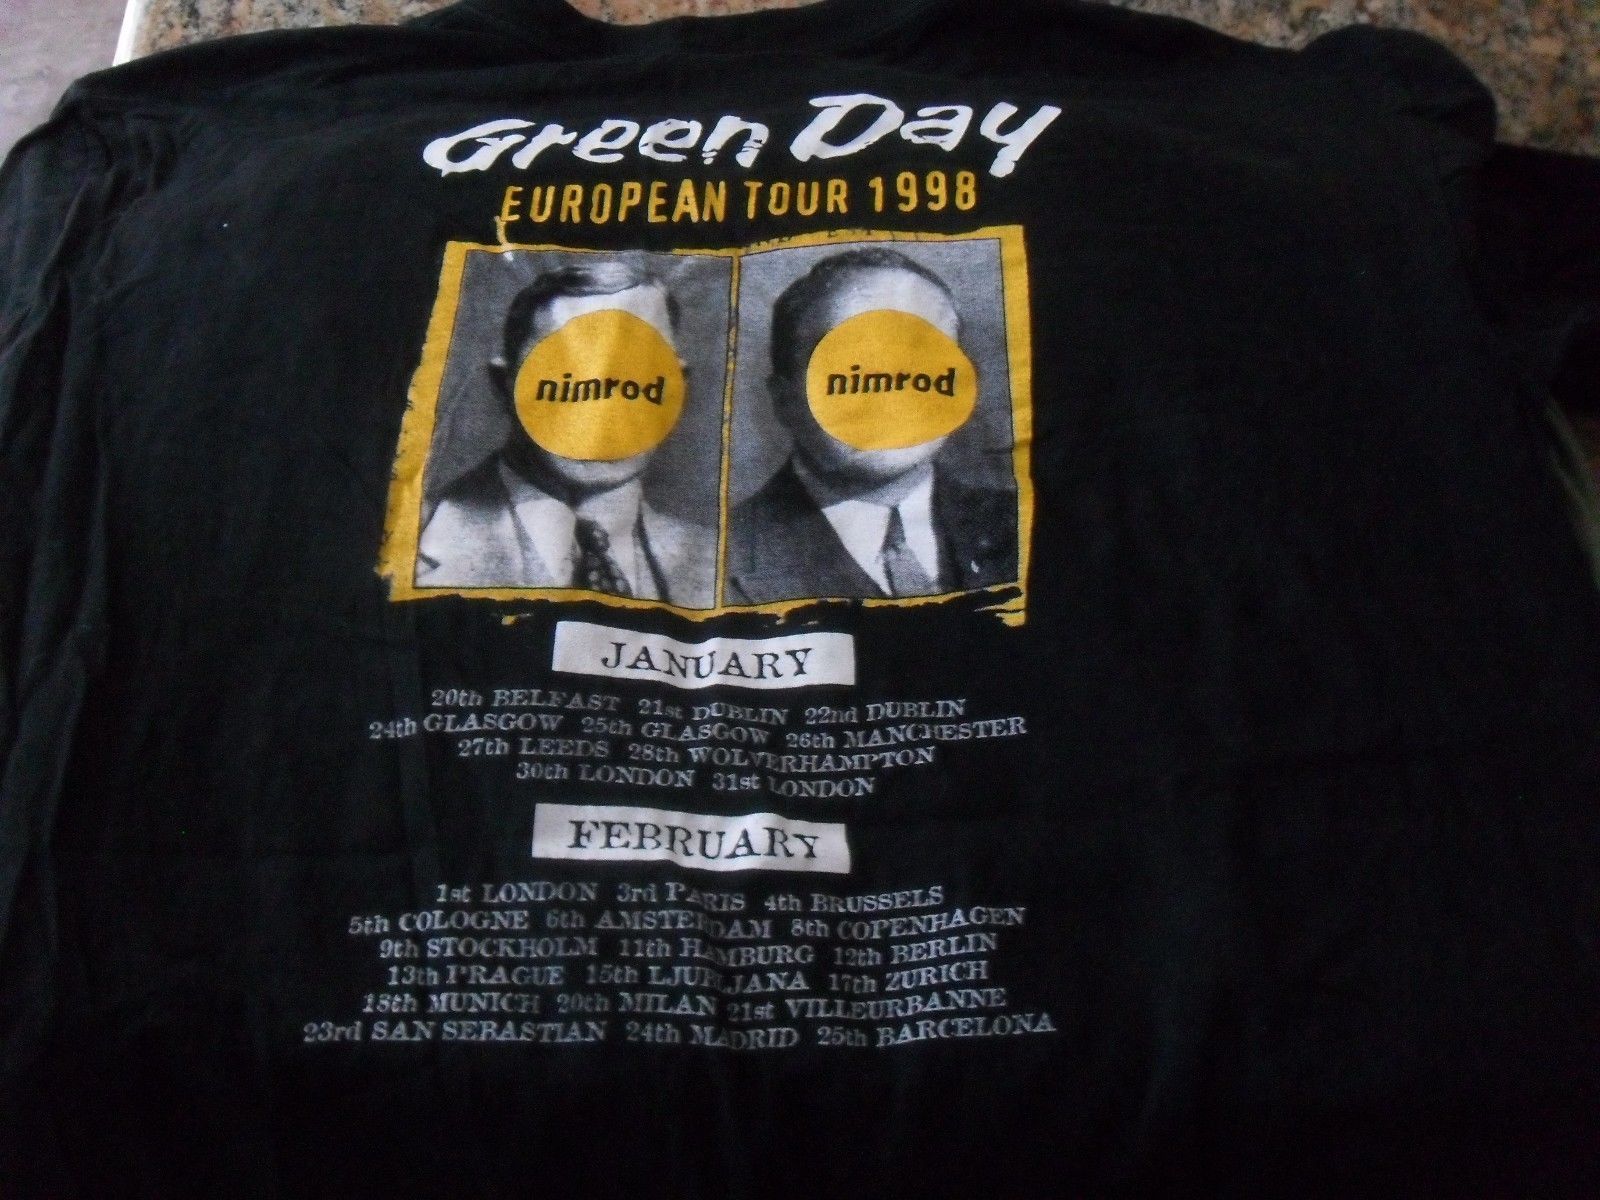 Green Day
EUROPEAN TOUR 1998
nimrod nimrod
JANUARY
20th BELFAST 21st DUBLIN 22nd DUBLIN
24th GLASGOW 25th GLASGOW 26th MANCHESTER
27th LEEDS 28th WOLVERHAMPTON
30th LONDON 31st LONDON
FEBRUARY
1st LONDON 3rd PARIS 4th BRUSSELS
5th COLOGNE 6th AMSTERDAM 8th COPENHAGEN
9th STOCKHOLM 11th HAMBURG 12th BERLIN
13th PRAGUE 15th LJUBLJANA 17th ZURICH
18th MUNICH 20th MILAN 21st VILLEURBANNE
23rd SAN SEBASTIAN 24th MADRID 25th BARCELONA